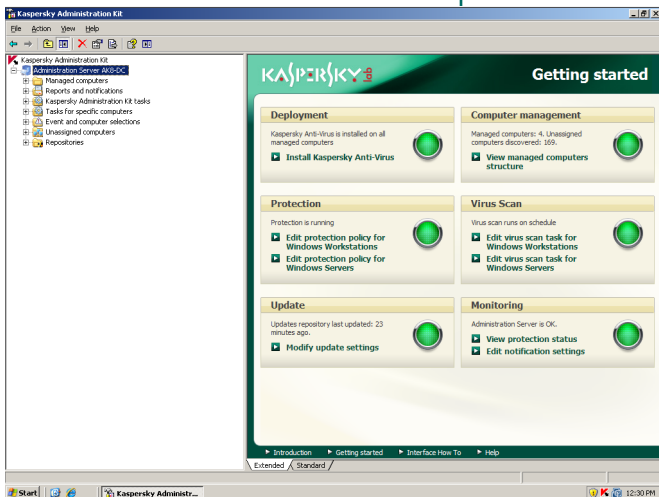 Kaspersky Administration Kit
File Action View Help
Kaspersky Administration Kit
Administration Server AK8-DC
Managed computers
Reports and notifications
Kaspersky Administration Kit tasks
Tasks for specific computers
Event and computer selections
Unassigned computers
Repositories
KASPERSKY lab
Getting started
Deployment
Kaspersky Anti-Virus is installed on all
managed computers
Install Kaspersky Anti-Virus
Computer management
Managed computers: 4. Unassigned
computers discovered: 169.
View managed computers
structure
Protection
Protection is running
Edit protection policy for
Windows Workstations
Edit protection policy for
Windows Servers
Virus Scan
Virus scan runs on schedule
Edit virus scan task for
Windows Workstations
Edit virus scan task for
Windows Servers
Update
Updates repository last updated: 23
minutes ago.
Modify update settings
Monitoring
Administration Server is OK.
View protection status
Edit notification settings
Introduction Getting started Interface How To Help
Extended Standard
Start Kaspersky Administr... 12:30 PM